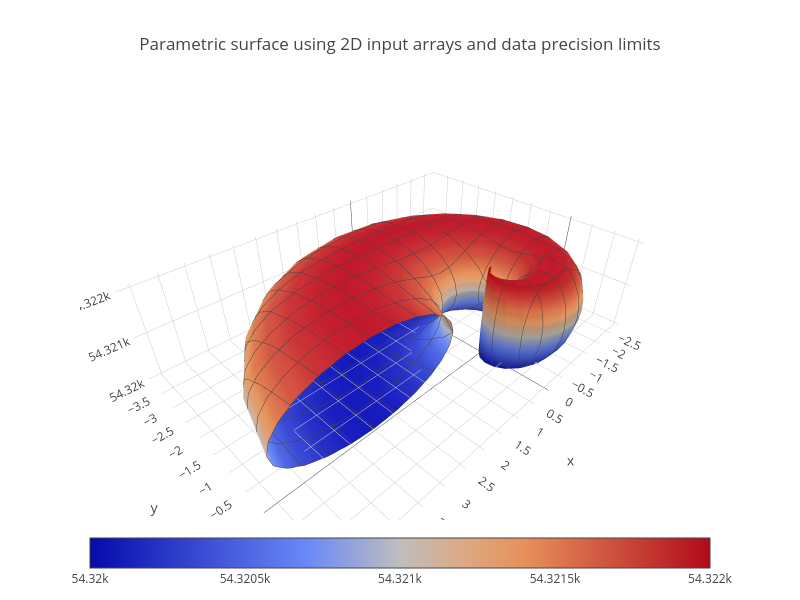 Parametric surface using 2D input arrays and data precision limits
.322k
54.321k
54.32k
−3.5
−3
−2.5
−2
−1.5
−1
−0.5
y
−2.5
−2
−1.5
−1
−0.5
0
0.5
1
1.5
2
2.5
3
x
54.32k
54.3205k
54.321k
54.3215k
54.322k